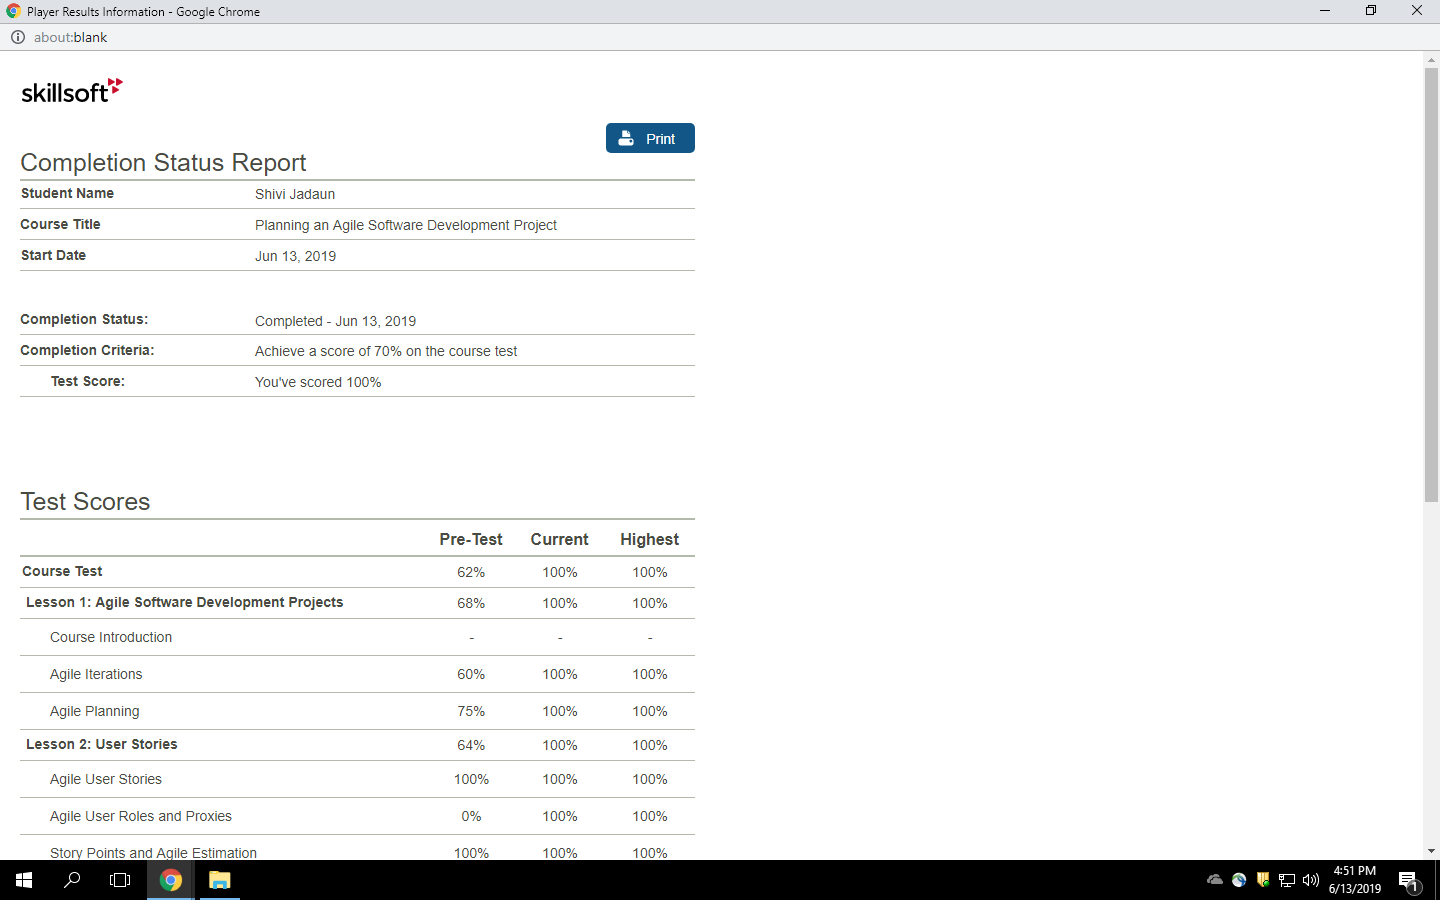 Player Results Information - Google Chrome
about:blank
skillsoft
Print
Completion Status Report
Student Name Shivi Jadaun
Course Title Planning an Agile Software Development Project
Start Date Jun 13, 2019
Completion Status: Completed - Jun 13, 2019
Completion Criteria: Achieve a score of 70% on the course test
Test Score: You've scored 100%
Test Scores
Pre-Test Current Highest
Course Test 62% 100% 100%
Lesson 1: Agile Software Development Projects 68% 100% 100%
Course Introduction - - -
Agile Iterations 60% 100% 100%
Agile Planning 75% 100% 100%
Lesson 2: User Stories 64% 100% 100%
Agile User Stories 100% 100% 100%
Agile User Roles and Proxies 0% 100% 100%
Story Points and Agile Estimation 100% 100% 100%
4:51 PM
6/13/2019
1